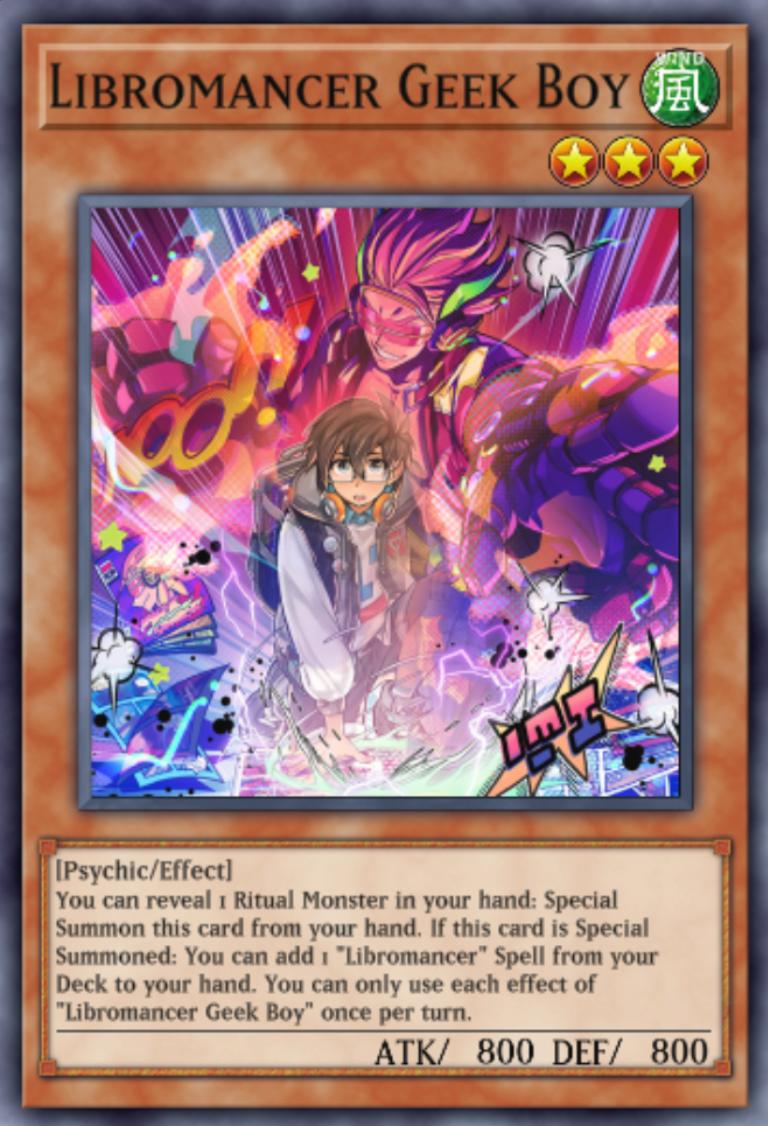 Libromancer Geek Boy
WIND
風
[Psychic/Effect]
You can reveal 1 Ritual Monster in your hand: Special
Summon this card from your hand. If this card is Special
Summoned: You can add 1 "Libromancer" Spell from your
Deck to your hand. You can only use each effect of
"Libromancer Geek Boy" once per turn.
ATK/ 800 DEF/ 800